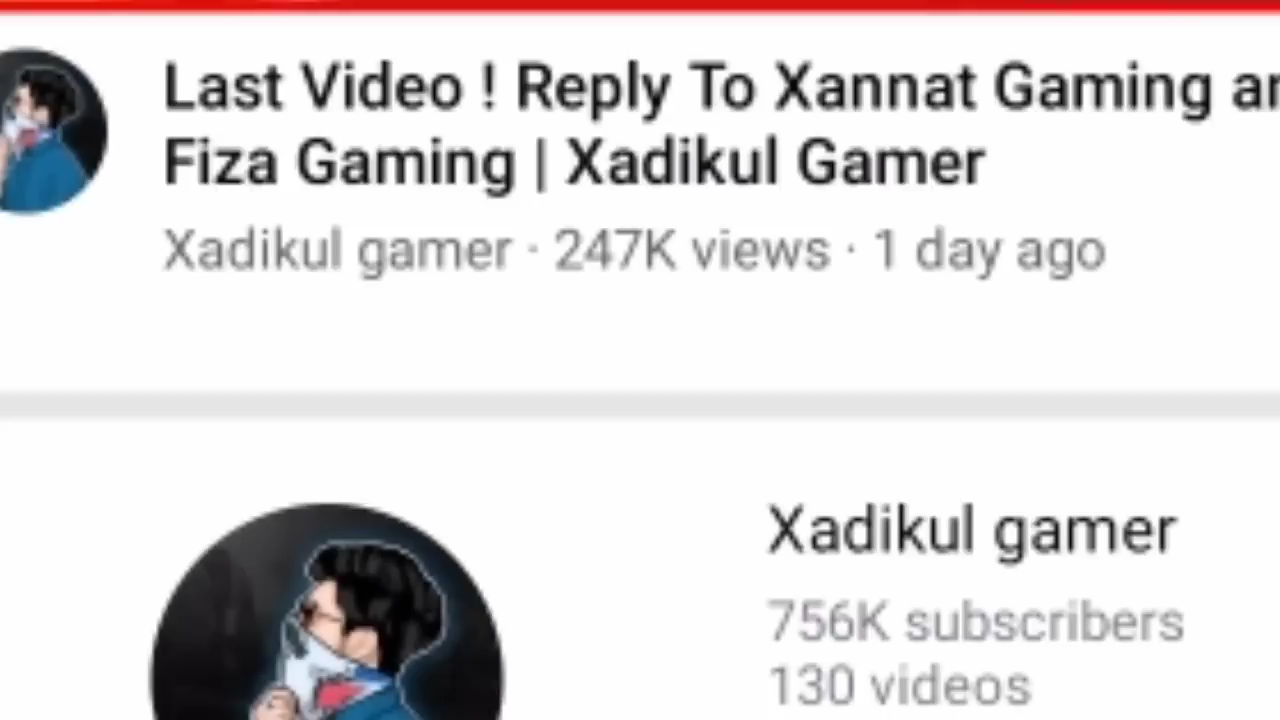 Last Video ! Reply To Xannat Gaming
Fiza Gaming | Xadikul Gamer
Xadikul gamer · 247K views · 1 day ago
Xadikul gamer
756K subscribers
130 videos